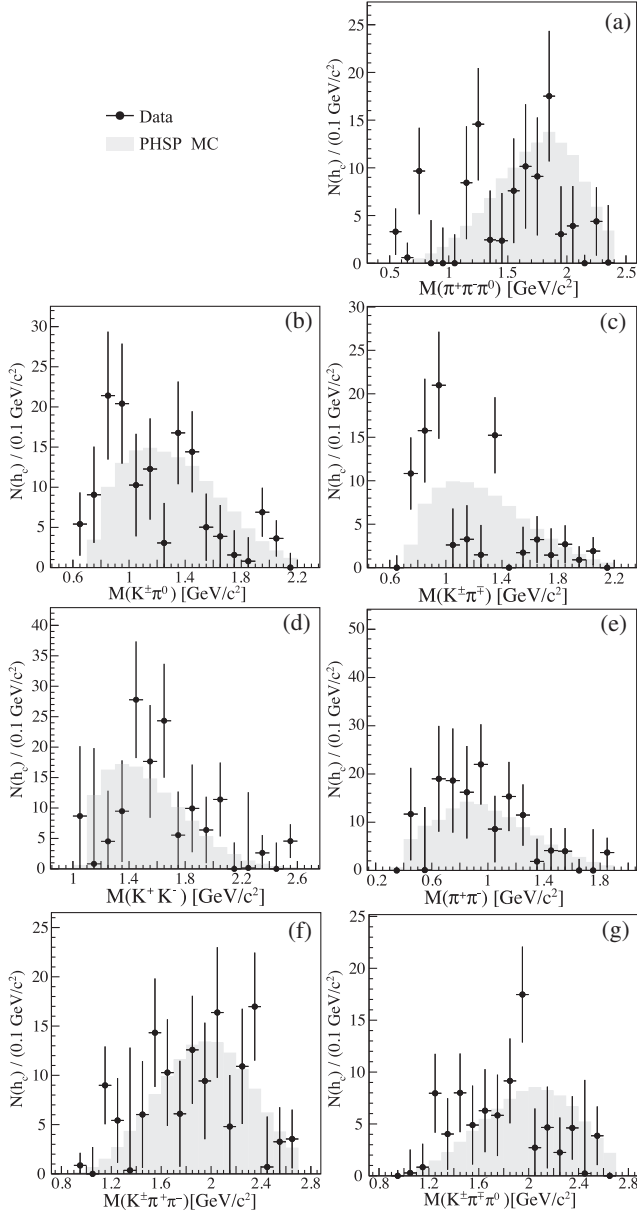 (a)
Data
PHSP MC
N(h_c) / (0.1 GeV/c²)
25
20
15
10
5
0
0.5 1 1.5 2 2.5
M(π⁺π⁻π⁰) [GeV/c²]
(b)
N(h_c) / (0.1 GeV/c²)
30
25
20
15
10
5
0
0.6 1 1.4 1.8 2.2
M(K^±π⁰) [GeV/c²]
(c)
N(h_c) / (0.1 GeV/c²)
30
25
20
15
10
5
0
0.6 1 1.4 1.8 2.2
M(K^±π^∓) [GeV/c²]
(d)
N(h_c) / (0.1 GeV/c²)
40
35
30
25
20
15
10
5
0
1 1.4 1.8 2.2 2.6
M(K⁺K⁻) [GeV/c²]
(e)
N(h_c) / (0.1 GeV/c²)
50
40
30
20
10
0
0.2 0.6 1 1.4 1.8
M(π⁺π⁻) [GeV/c²]
(f)
N(h_c) / (0.1 GeV/c²)
25
20
15
10
5
0
0.8 1.2 1.6 2 2.4 2.8
M(K^±π⁺π⁻)[GeV/c²]
(g)
N(h_c) / (0.1 GeV/c²)
25
20
15
10
5
0
0.8 1.2 1.6 2 2.4 2.8
M(K^±π^∓π⁰) [GeV/c²]